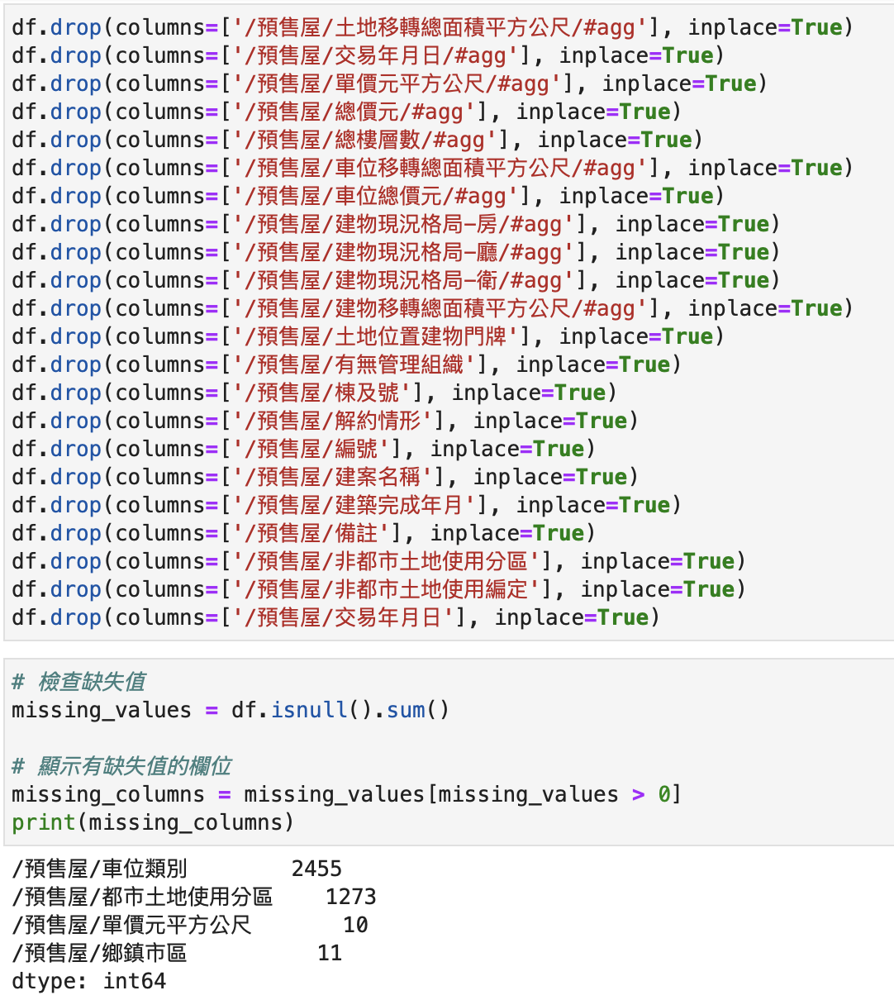 df.drop(columns=['/預售屋/土地移轉總面積平方公尺/#agg'], inplace=True)
df.drop(columns=['/預售屋/交易年月日/#agg'], inplace=True)
df.drop(columns=['/預售屋/單價元平方公尺/#agg'], inplace=True)
df.drop(columns=['/預售屋/總價元/#agg'], inplace=True)
df.drop(columns=['/預售屋/總樓層數/#agg'], inplace=True)
df.drop(columns=['/預售屋/車位移轉總面積平方公尺/#agg'], inplace=True)
df.drop(columns=['/預售屋/車位總價元/#agg'], inplace=True)
df.drop(columns=['/預售屋/建物現況格局-房/#agg'], inplace=True)
df.drop(columns=['/預售屋/建物現況格局-廳/#agg'], inplace=True)
df.drop(columns=['/預售屋/建物現況格局-衛/#agg'], inplace=True)
df.drop(columns=['/預售屋/建物移轉總面積平方公尺/#agg'], inplace=True)
df.drop(columns=['/預售屋/土地位置建物門牌'], inplace=True)
df.drop(columns=['/預售屋/有無管理組織'], inplace=True)
df.drop(columns=['/預售屋/棟及號'], inplace=True)
df.drop(columns=['/預售屋/解約情形'], inplace=True)
df.drop(columns=['/預售屋/編號'], inplace=True)
df.drop(columns=['/預售屋/建案名稱'], inplace=True)
df.drop(columns=['/預售屋/建築完成年月'], inplace=True)
df.drop(columns=['/預售屋/備註'], inplace=True)
df.drop(columns=['/預售屋/非都市土地使用分區'], inplace=True)
df.drop(columns=['/預售屋/非都市土地使用編定'], inplace=True)
df.drop(columns=['/預售屋/交易年月日'], inplace=True)
# 檢查缺失值
missing_values = df.isnull().sum()
# 顯示有缺失值的欄位
missing_columns = missing_values[missing_values > 0]
print(missing_columns)
/預售屋/車位類別 2455
/預售屋/都市土地使用分區 1273
/預售屋/單價元平方公尺 10
/預售屋/鄉鎮市區 11
dtype: int64